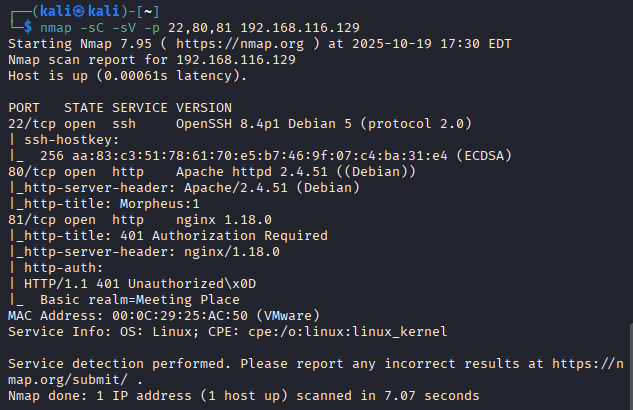 ┌──(kali㉿kali)-[~]
└─$ nmap -sC -sV -p 22,80,81 192.168.116.129
Starting Nmap 7.95 ( https://nmap.org ) at 2025-10-19 17:30 EDT
Nmap scan report for 192.168.116.129
Host is up (0.00061s latency).

PORT   STATE SERVICE VERSION
22/tcp open  ssh     OpenSSH 8.4p1 Debian 5 (protocol 2.0)
| ssh-hostkey:
|_  256 aa:83:c3:51:78:61:70:e5:b7:46:9f:07:c4:ba:31:e4 (ECDSA)
80/tcp open  http    Apache httpd 2.4.51 ((Debian))
|_http-server-header: Apache/2.4.51 (Debian)
|_http-title: Morpheus:1
81/tcp open  http    nginx 1.18.0
|_http-title: 401 Authorization Required
|_http-server-header: nginx/1.18.0
| http-auth:
| HTTP/1.1 401 Unauthorized\x0D
|_  Basic realm=Meeting Place
MAC Address: 00:0C:29:25:AC:50 (VMware)
Service Info: OS: Linux; CPE: cpe:/o:linux:linux_kernel

Service detection performed. Please report any incorrect results at https://n
map.org/submit/ .
Nmap done: 1 IP address (1 host up) scanned in 7.07 seconds